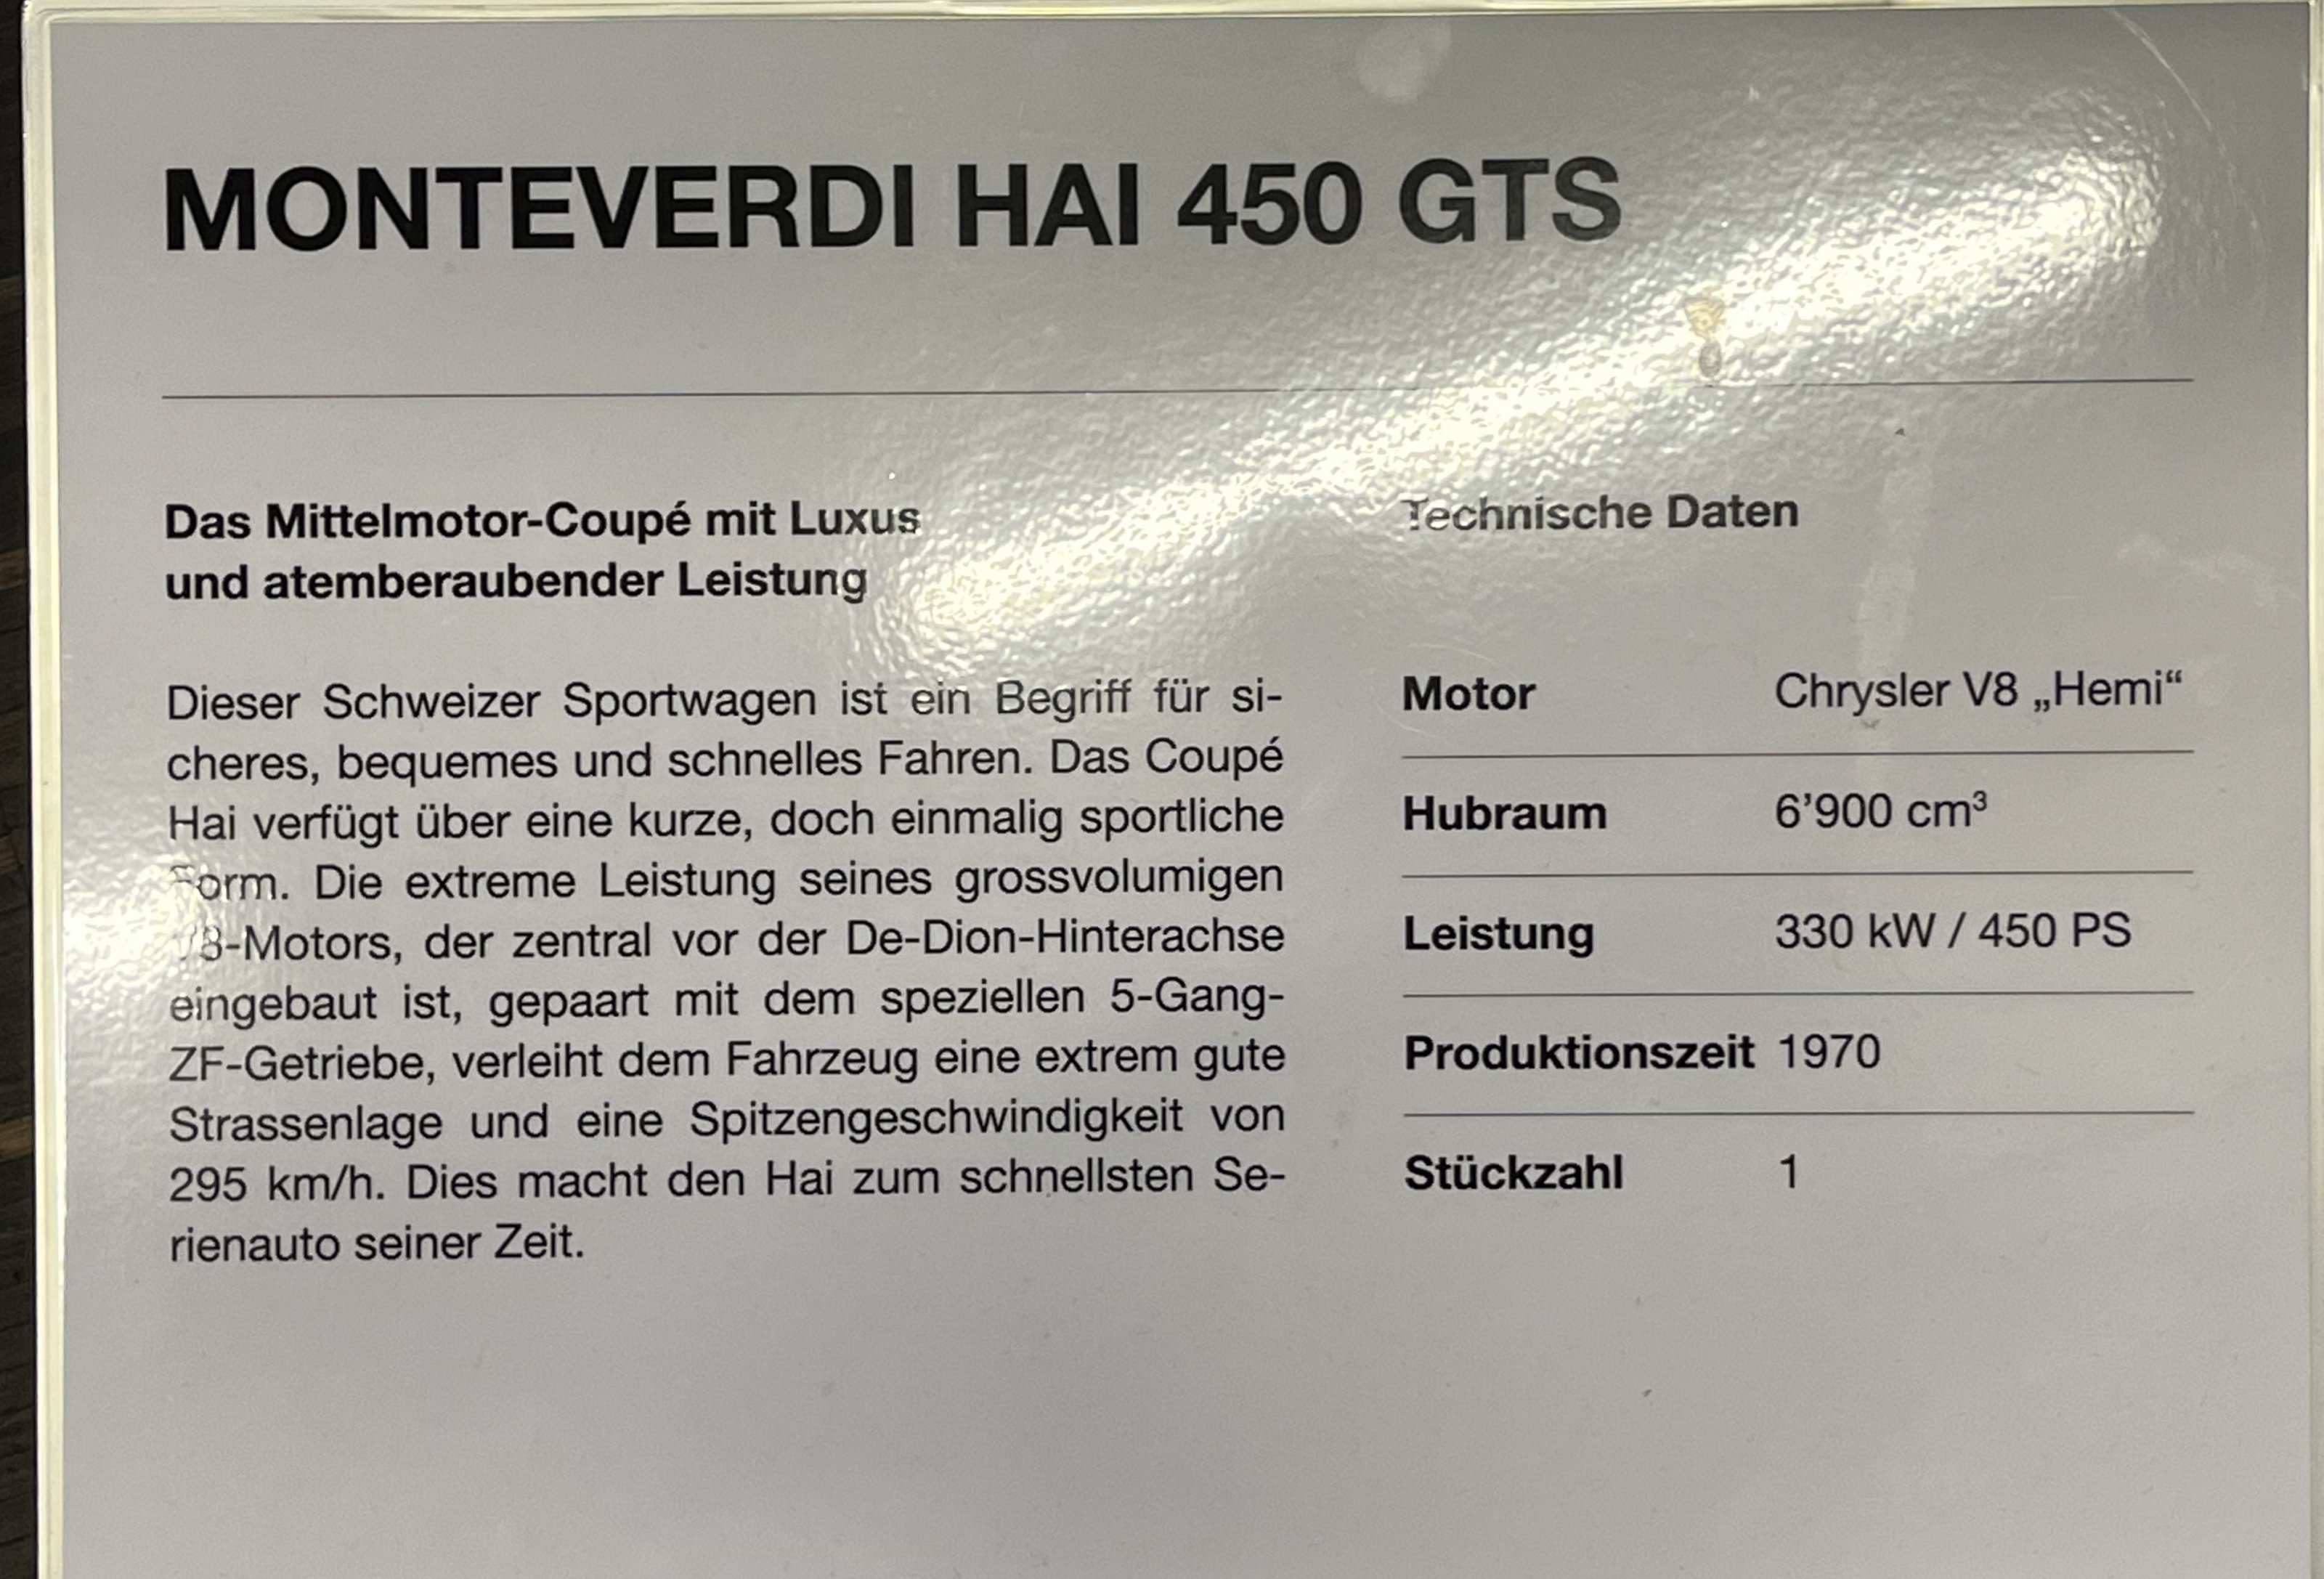 MONTEVERDI HAI 450 GTS
Das Mittelmotor-Coupé mit Luxus
und atemberaubender Leistung
Dieser Schweizer Sportwagen ist ein Begriff für si-
cheres, bequemes und schnelles Fahren. Das Coupé
Hai verfügt über eine kurze, doch einmalig sportliche
Form. Die extreme Leistung seines grossvolumigen
V8-Motors, der zentral vor der De-Dion-Hinterachse
eingebaut ist, gepaart mit dem speziellen 5-Gang-
ZF-Getriebe, verleiht dem Fahrzeug eine extrem gute
Strassenlage und eine Spitzengeschwindigkeit von
295 km/h. Dies macht den Hai zum schnellsten Se-
rienauto seiner Zeit.
Technische Daten
Motor Chrysler V8 „Hemi“
Hubraum 6’900 cm³
Leistung 330 kW / 450 PS
Produktionszeit 1970
Stückzahl 1